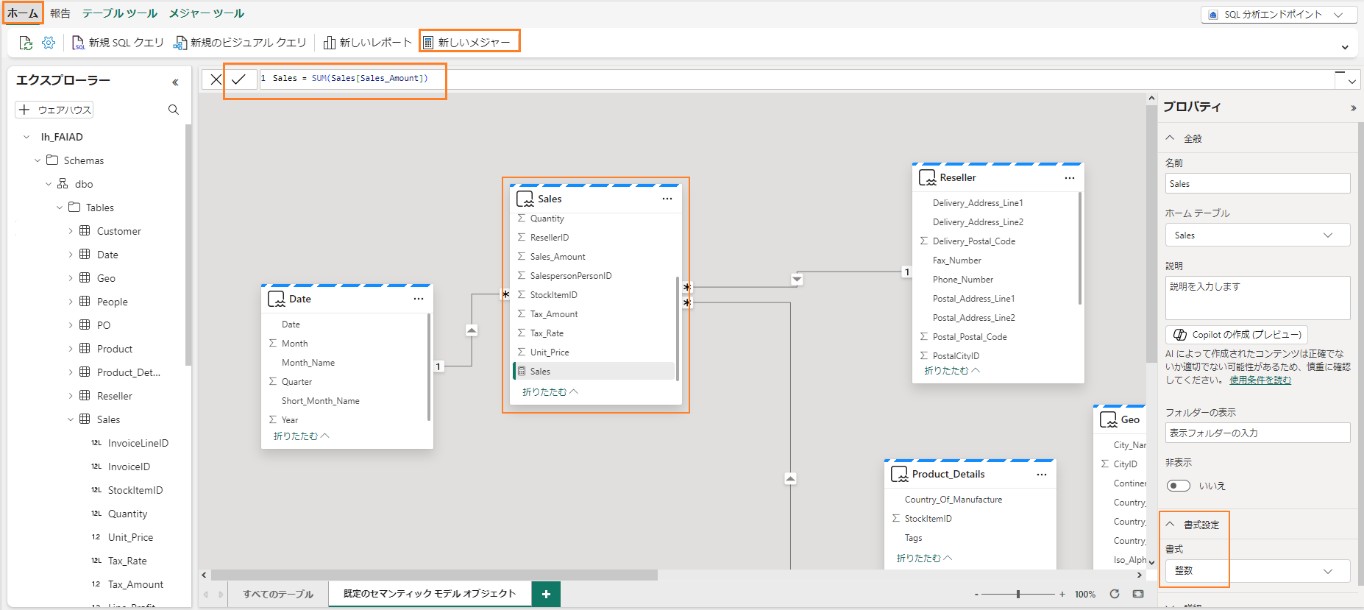 ホーム 報告 テーブル ツール メジャー ツール
SQL 分析エンドポイント
新規 SQL クエリ 新規のビジュアル クエリ 新しいレポート 新しいメジャー
エクスプローラー
ウェアハウス
lh_FAIAD
Schemas
dbo
Tables
Customer
Date
Geo
People
PO
Product
Product_Det...
Reseller
Sales
12L InvoiceLineID
12L InvoiceID
12L StockItemID
12L Quantity
1.2 Unit_Price
12L Tax_Rate
1.2 Tax_Amount
1 Sales = SUM(Sales[Sales_Amount])
Date
Date
Month
Month_Name
Quarter
Short_Month_Name
Year
折りたたむ
1
Sales
Quantity
ResellerID
Sales_Amount
SalespersonPersonID
StockItemID
Tax_Amount
Tax_Rate
Unit_Price
Sales
折りたたむ
1
Reseller
Delivery_Address_Line1
Delivery_Address_Line2
Delivery_Postal_Code
Fax_Number
Phone_Number
Postal_Address_Line1
Postal_Address_Line2
Postal_Postal_Code
PostalCityID
折りたたむ
Product_Details
Country_Of_Manufacture
StockItemID
Tags
折りたたむ
Geo
City_Nar
CityID
Contine
Country_
Country_
Country_
Iso_Alph
すべてのテーブル 既定のセマンティック モデル オブジェクト +
- + 100%
プロパティ
全般
名前
Sales
ホーム テーブル
Sales
説明
説明を入力します
Copilot の作成 (プレビュー)
AI によって作成されたコンテンツは正確でな
いか適切でない可能性があるため、慎重に確認
してください。 使用条件を読む
フォルダーの表示
表示フォルダーの入力
非表示
いいえ
書式設定
書式
整数